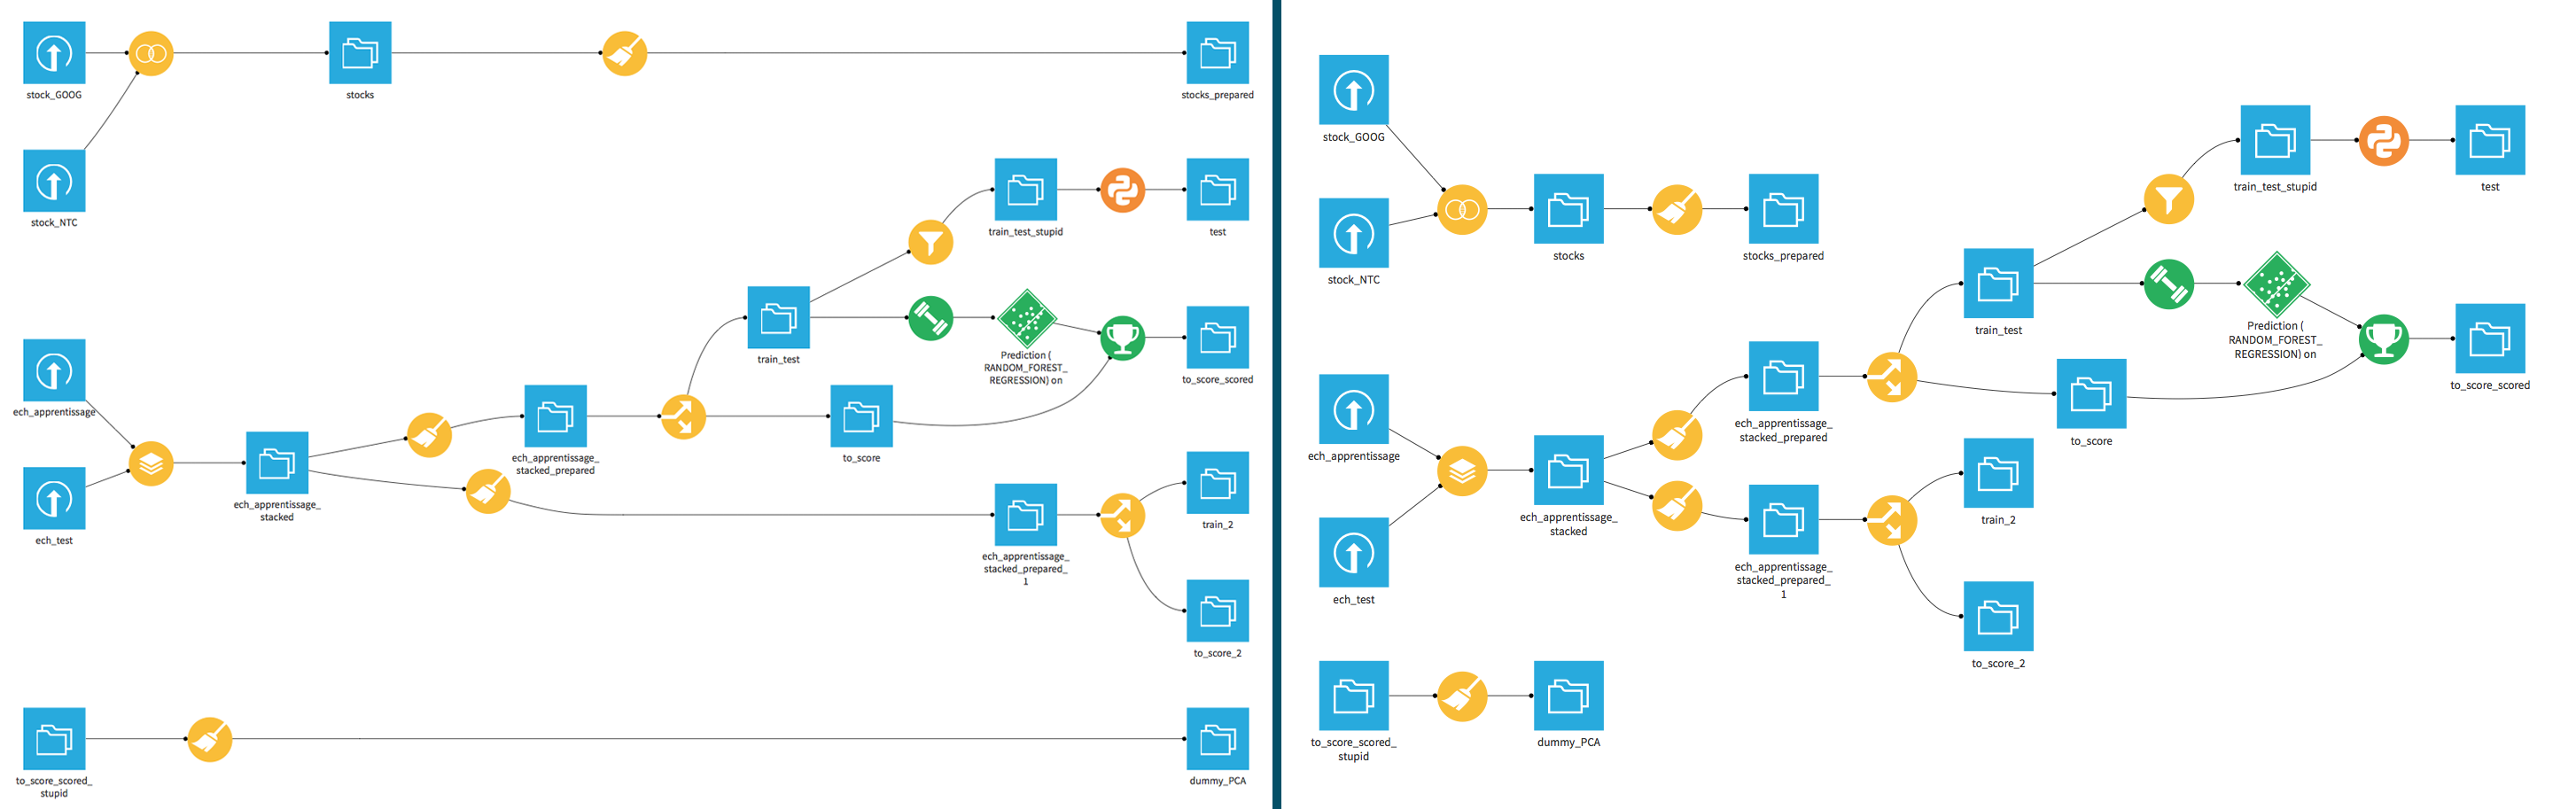 stock_GOOG
stocks
stocks_prepared
stock_NTC
train_test_stupid
test
train_test
Prediction (
RANDOM_FOREST_
REGRESSION) on
to_score_scored
ech_apprentissage
ech_apprentissage_
stacked_prepared
to_score
ech_apprentissage_
stacked
ech_test
train_2
ech_apprentissage_
stacked_prepared_
1
to_score_2
to_score_scored_
stupid
dummy_PCA
stock_GOOG
stock_NTC
stocks
stocks_prepared
train_test_stupid
test
train_test
Prediction (
RANDOM_FOREST_
REGRESSION) on
to_score_scored
ech_apprentissage
ech_apprentissage_
stacked_prepared
to_score
ech_apprentissage_
stacked
train_2
ech_test
ech_apprentissage_
stacked_prepared_
1
to_score_2
to_score_scored_
stupid
dummy_PCA